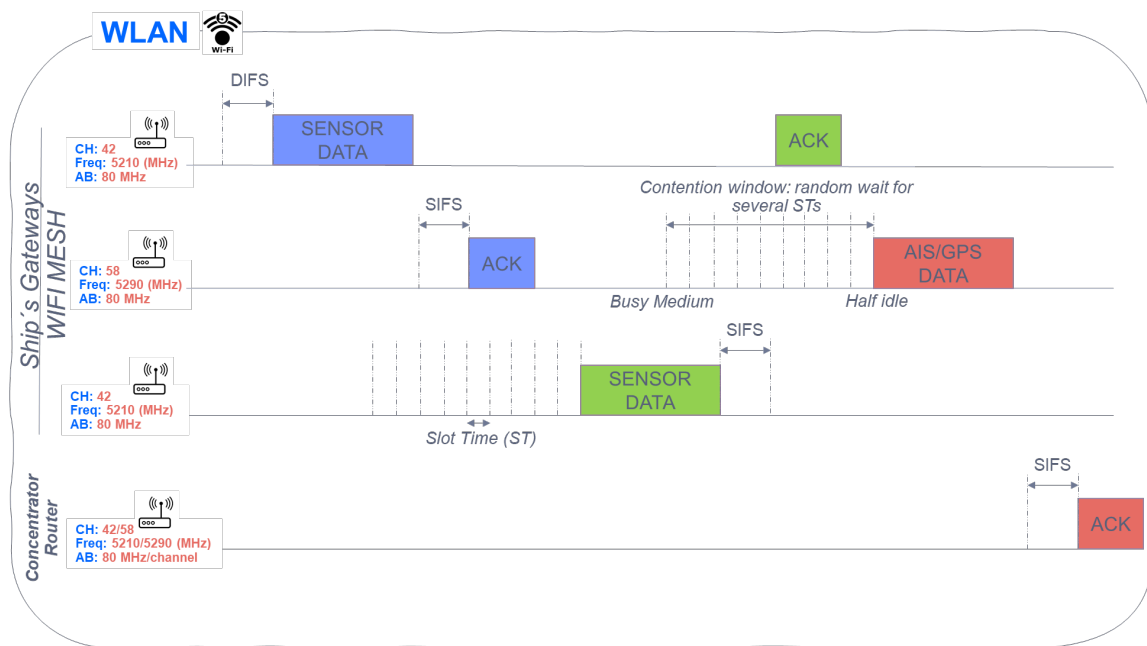 WLAN
5
Wi-Fi
DIFS
SENSOR
DATA
ACK
CH: 42
Freq: 5210 (MHz)
AB: 80 MHz
Contention window: random wait for
several STs
Ship´s Gateways
WIFI MESH
SIFS
ACK
AIS/GPS
DATA
CH: 58
Freq: 5290 (MHz)
AB: 80 MHz
Busy Medium
Half idle
SIFS
SENSOR
DATA
CH: 42
Freq: 5210 (MHz)
AB: 80 MHz
Slot Time (ST)
SIFS
Concentrator
Router
CH: 42/58
Freq: 5210/5290 (MHz)
AB: 80 MHz/channel
ACK